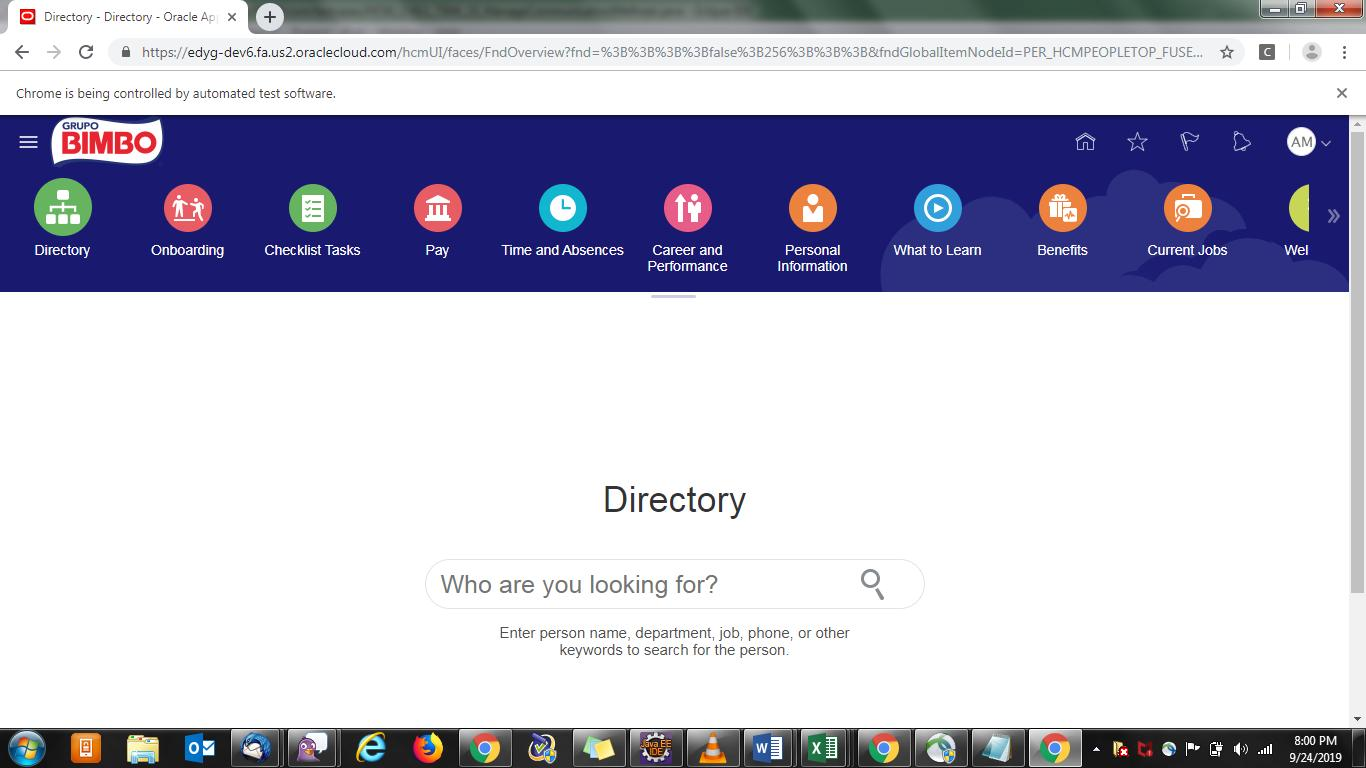 Directory - Directory - Oracle Ap
https://edyg-dev6.fa.us2.oraclecloud.com/hcmUI/faces/FndOverview?fnd=%3B%3B%3B%3Bfalse%3B256%3B%3B%3B&fndGlobalItemNodeId=PER_HCMPEOPLETOP_FUSE...
C
Chrome is being controlled by automated test software.
GRUPO
BIMBO
AM
Directory
Onboarding
Checklist Tasks
Pay
Time and Absences
Career and
Performance
Personal
Information
What to Learn
Benefits
Current Jobs
Wel
Directory
Who are you looking for?
Enter person name, department, job, phone, or other
keywords to search for the person.
Java EE
IDE
8:00 PM
9/24/2019